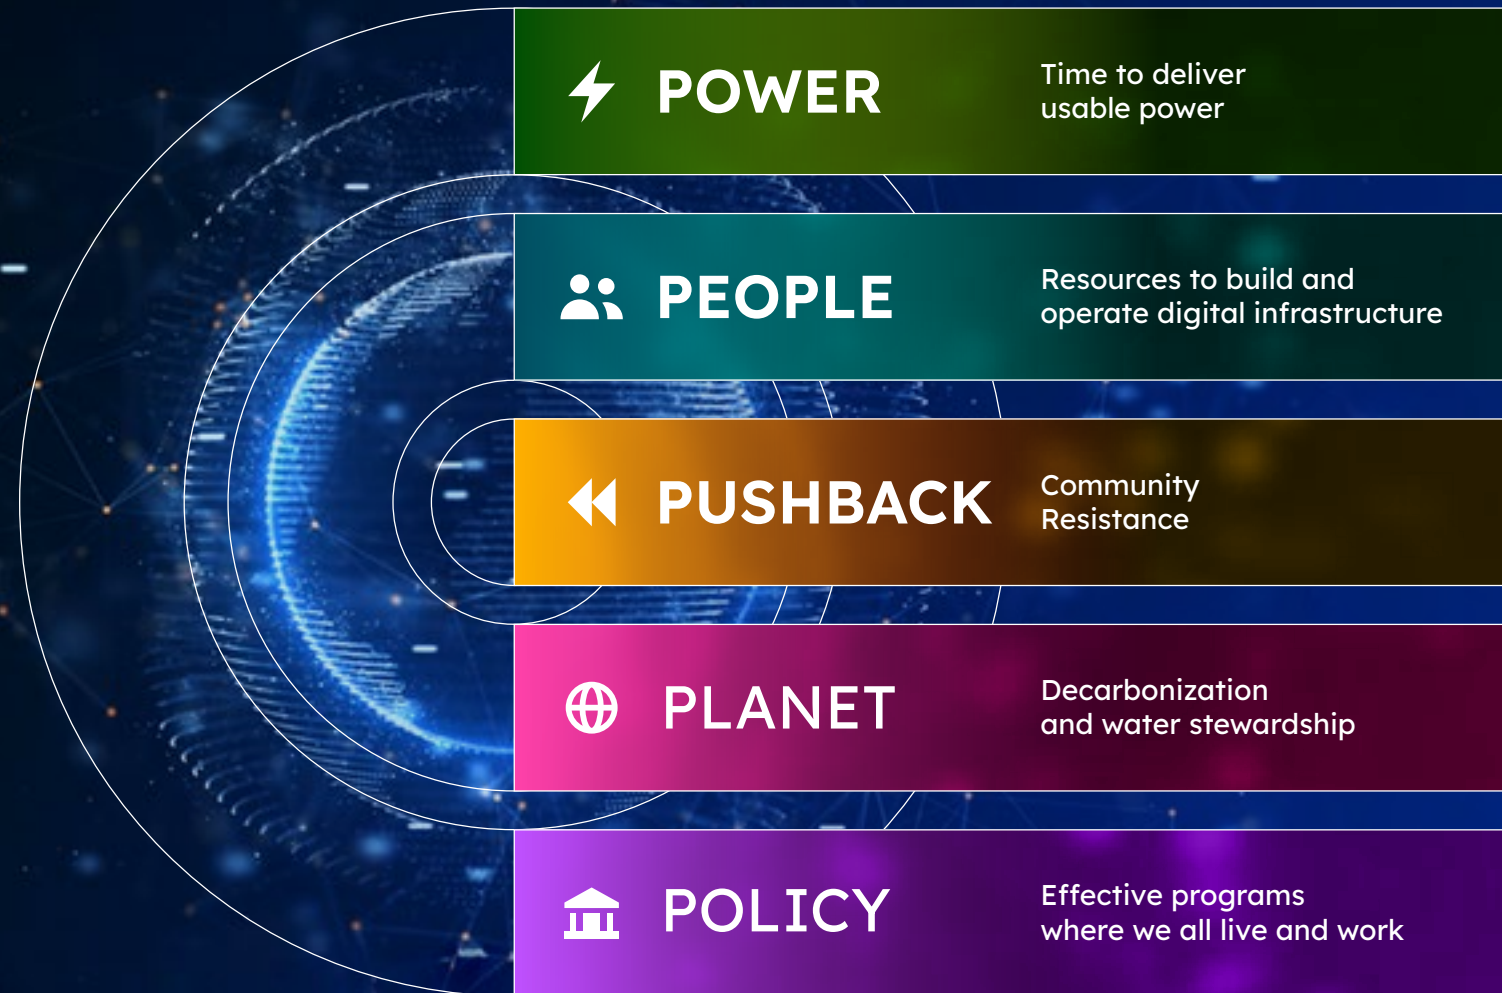 POWER
Time to deliver
usable power
PEOPLE
Resources to build and
operate digital infrastructure
PUSHBACK
Community
Resistance
PLANET
Decarbonization
and water stewardship
POLICY
Effective programs
where we all live and work